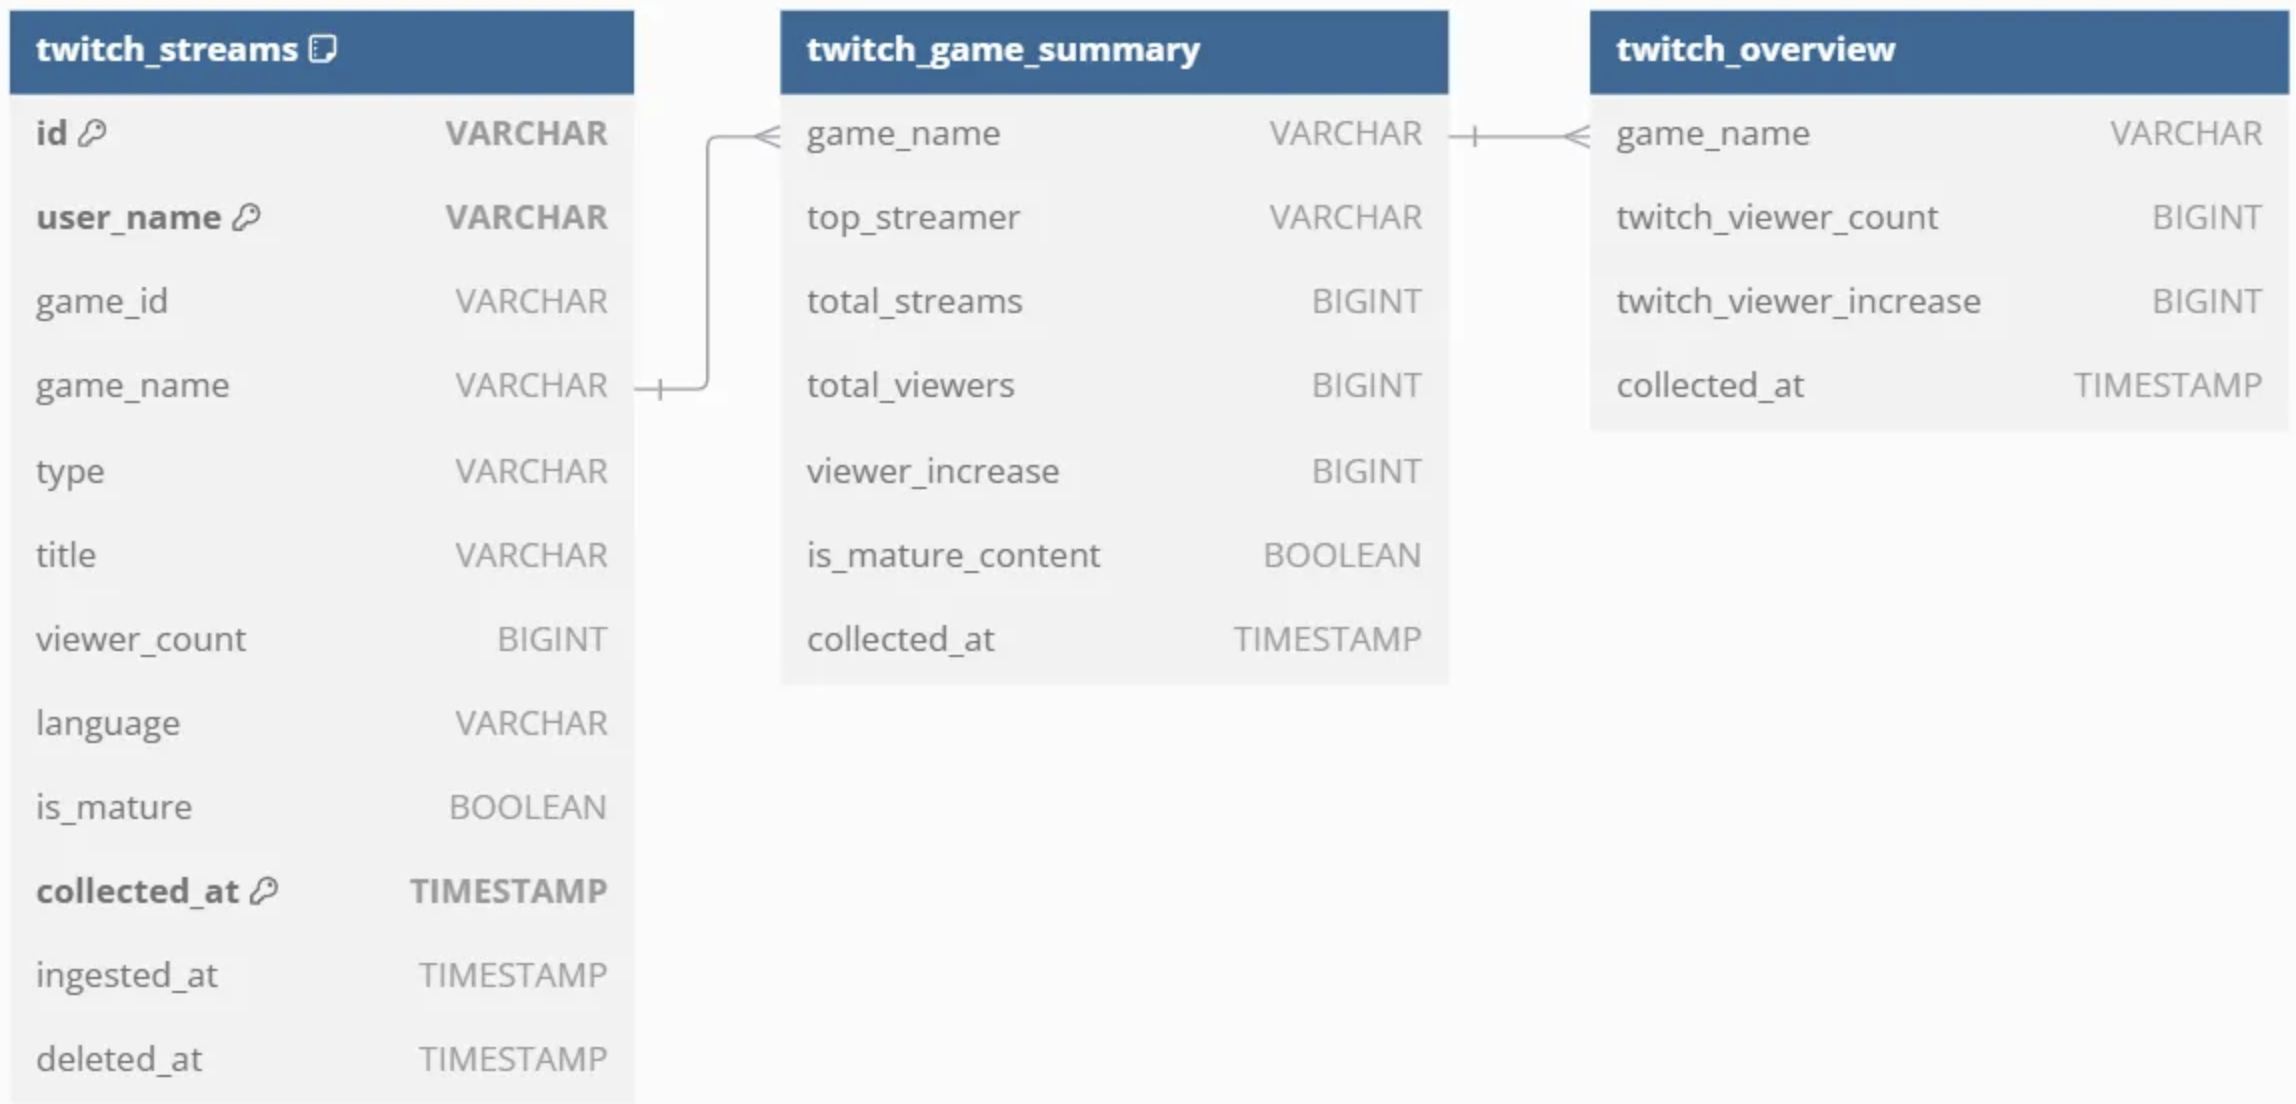 twitch_streams
id VARCHAR
user_name VARCHAR
game_id VARCHAR
game_name VARCHAR
type VARCHAR
title VARCHAR
viewer_count BIGINT
language VARCHAR
is_mature BOOLEAN
collected_at TIMESTAMP
ingested_at TIMESTAMP
deleted_at TIMESTAMP
twitch_game_summary
game_name VARCHAR
top_streamer VARCHAR
total_streams BIGINT
total_viewers BIGINT
viewer_increase BIGINT
is_mature_content BOOLEAN
collected_at TIMESTAMP
twitch_overview
game_name VARCHAR
twitch_viewer_count BIGINT
twitch_viewer_increase BIGINT
collected_at TIMESTAMP